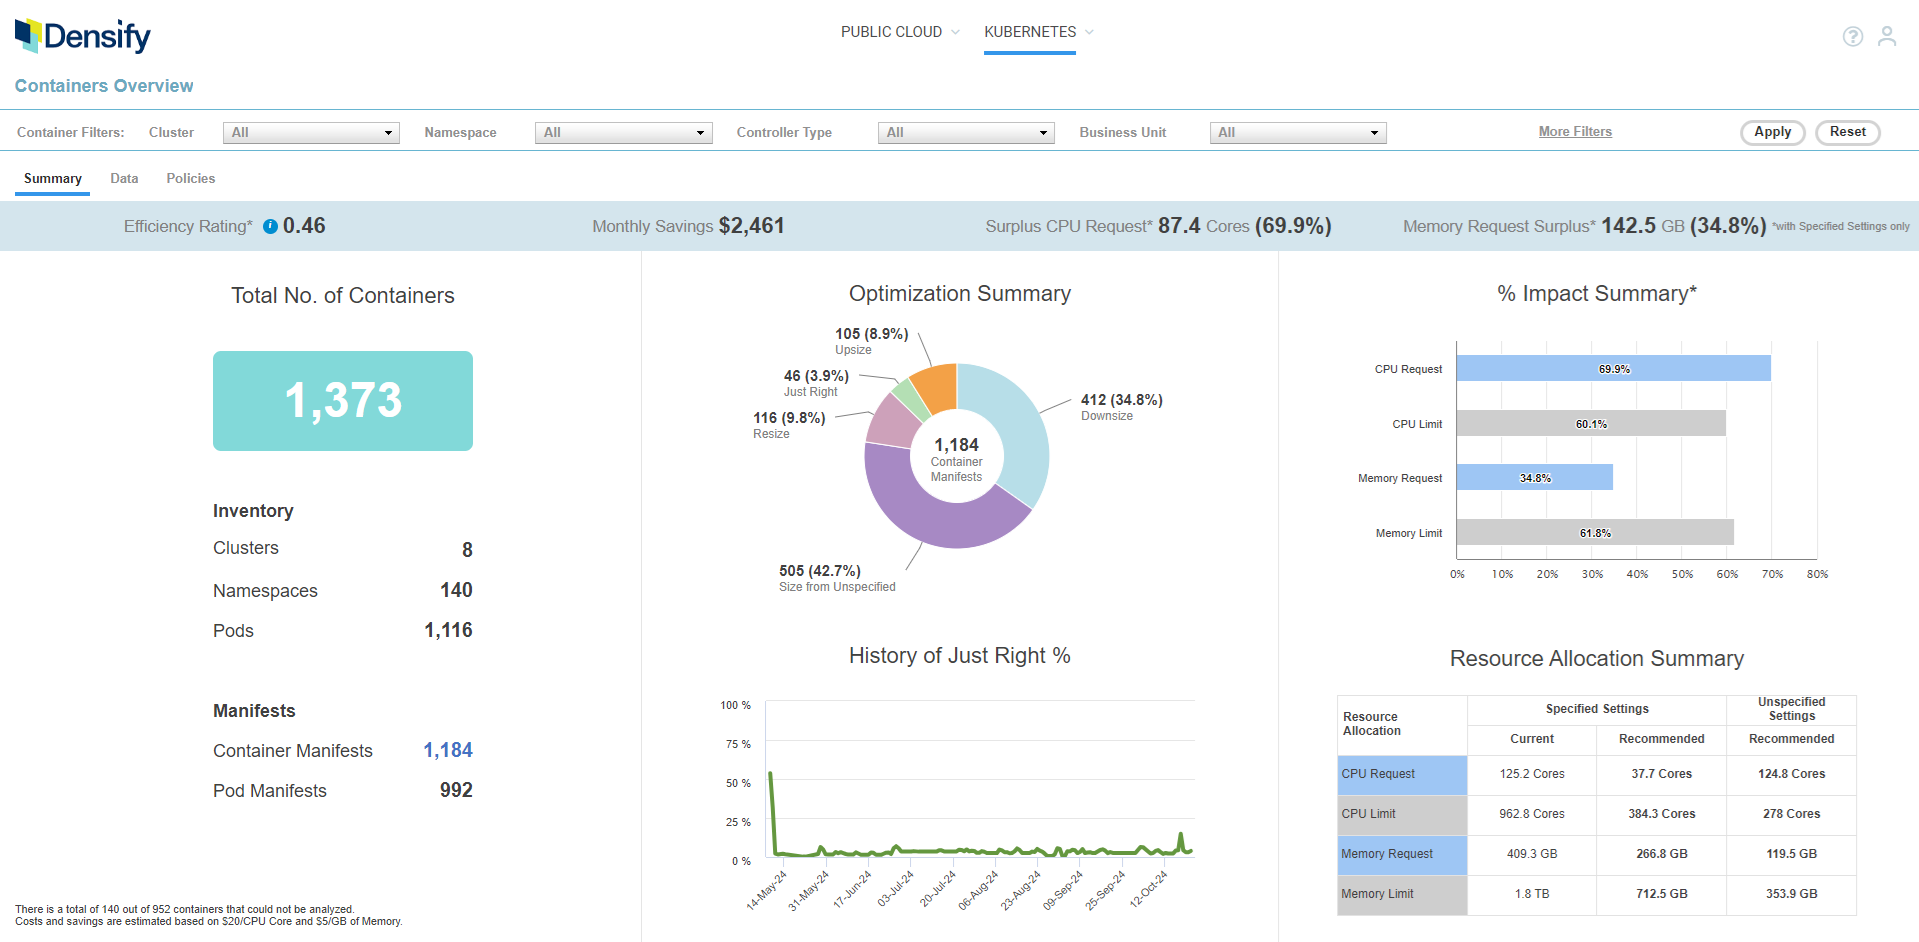 Densify
PUBLIC CLOUD
KUBERNETES
?
Containers Overview
Container Filters: Cluster All Namespace All Controller Type All Business Unit All More Filters Apply Reset
Summary Data Policies
Efficiency Rating* i 0.46 Monthly Savings $2,461 Surplus CPU Request* 87.4 Cores (69.9%) Memory Request Surplus* 142.5 GB (34.8%) *with Specified Settings only
Total No. of Containers
1,373
Inventory
Clusters 8
Namespaces 140
Pods 1,116
Manifests
Container Manifests 1,184
Pod Manifests 992
There is a total of 140 out of 952 containers that could not be analyzed.
Costs and savings are estimated based on $20/CPU Core and $5/GB of Memory.
Optimization Summary
105 (8.9%)
Upsize
46 (3.9%)
Just Right
116 (9.8%)
Resize
412 (34.8%)
Downsize
1,184
Container
Manifests
505 (42.7%)
Size from Unspecified
History of Just Right %
100 %
75 %
50 %
25 %
0 %
14-May-24 31-May-24 17-Jun-24 03-Jul-24 20-Jul-24 06-Aug-24 23-Aug-24 09-Sep-24 25-Sep-24 12-Oct-24
% Impact Summary*
CPU Request 69.9%
CPU Limit 60.1%
Memory Request 34.8%
Memory Limit 61.8%
0% 10% 20% 30% 40% 50% 60% 70% 80%
Resource Allocation Summary
Resource
Allocation
Specified Settings
Unspecified
Settings
Current Recommended Recommended
CPU Request 125.2 Cores 37.7 Cores 124.8 Cores
CPU Limit 962.8 Cores 384.3 Cores 278 Cores
Memory Request 409.3 GB 266.8 GB 119.5 GB
Memory Limit 1.8 TB 712.5 GB 353.9 GB